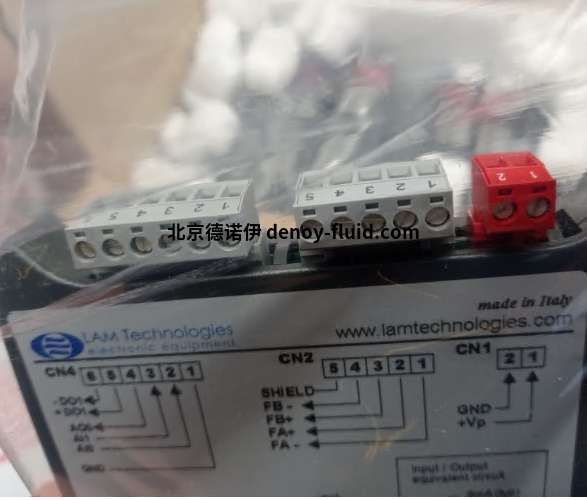 1 2 3 4 5
1 2 3 4 5
1 2
北京德诺伊 denoy-fluid.com
made in Italy
LAM Technologies
electronic equipment
www.lamtechnologies.com
CN4 6 5 4 3 2 1
CN2 5 4 3 2 1
CN1 2 1
-DO1
+DO1
AO0
AI1
AI0
GND
SHIELD
FB -
FB+
FA+
FA -
GND
+Vp
Input / Output
equivalent circuit